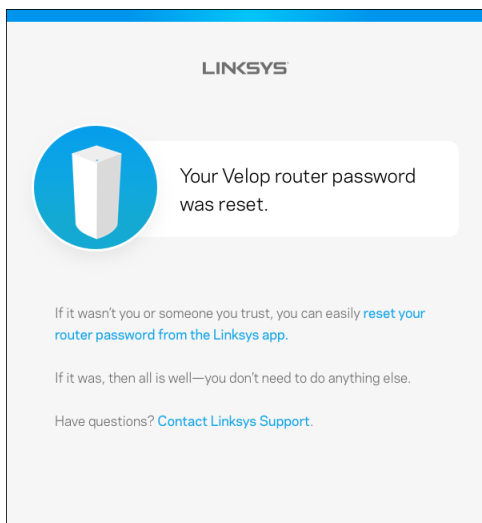 LINKSYS
Your Velop router password
was reset.
If it wasn't you or someone you trust, you can easily reset your
router password from the Linksys app.
If it was, then all is well—you don't need to do anything else.
Have questions? Contact Linksys Support.